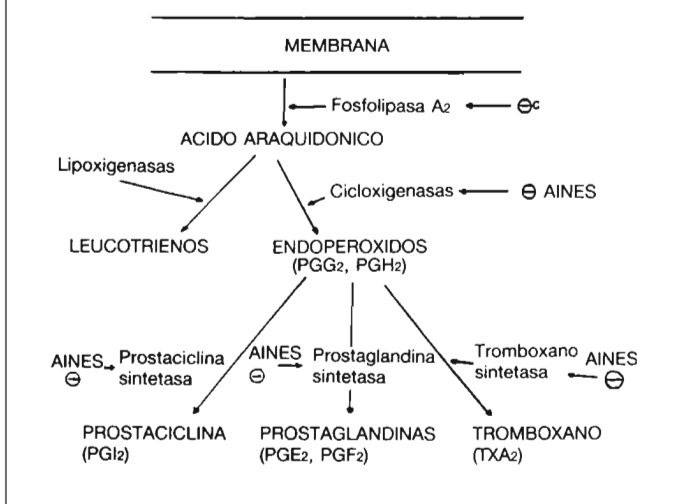 MEMBRANA
Fosfolipasa A2 ⊖c
ACIDO ARAQUIDONICO
Lipoxigenasas
Cicloxigenasas ⊖ AINES
LEUCOTRIENOS
ENDOPEROXIDOS
(PGG2, PGH2)
AINES ⊖
Prostaciclina
sintetasa
AINES ⊖
Prostaglandina
sintetasa
Tromboxano
sintetasa
AINES ⊖
PROSTACICLINA
(PGI2)
PROSTAGLANDINAS
(PGE2, PGF2)
TROMBOXANO
(TXA2)